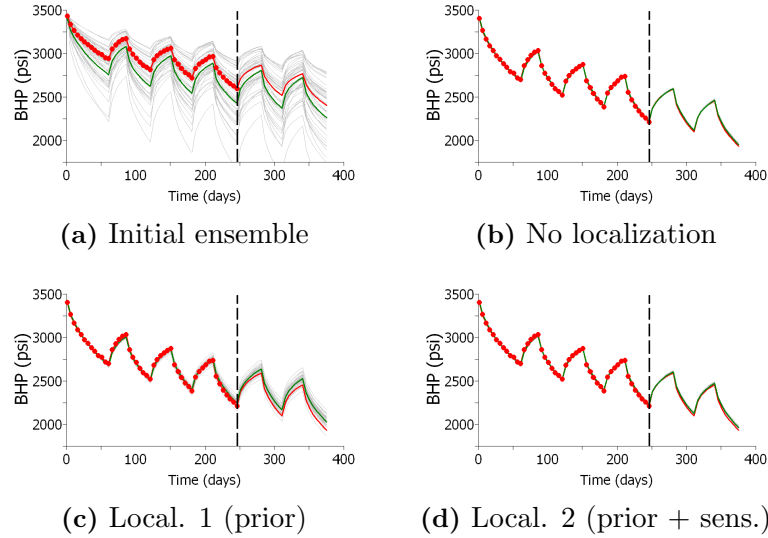 3500
3000
2500
2000
BHP (psi)
0 100 200 300 400
Time (days)
(a) Initial ensemble
3500
3000
2500
2000
BHP (psi)
0 100 200 300 400
Time (days)
(b) No localization
3500
3000
2500
2000
BHP (psi)
0 100 200 300 400
Time (days)
(c) Local. 1 (prior)
3500
3000
2500
2000
BHP (psi)
0 100 200 300 400
Time (days)
(d) Local. 2 (prior + sens.)